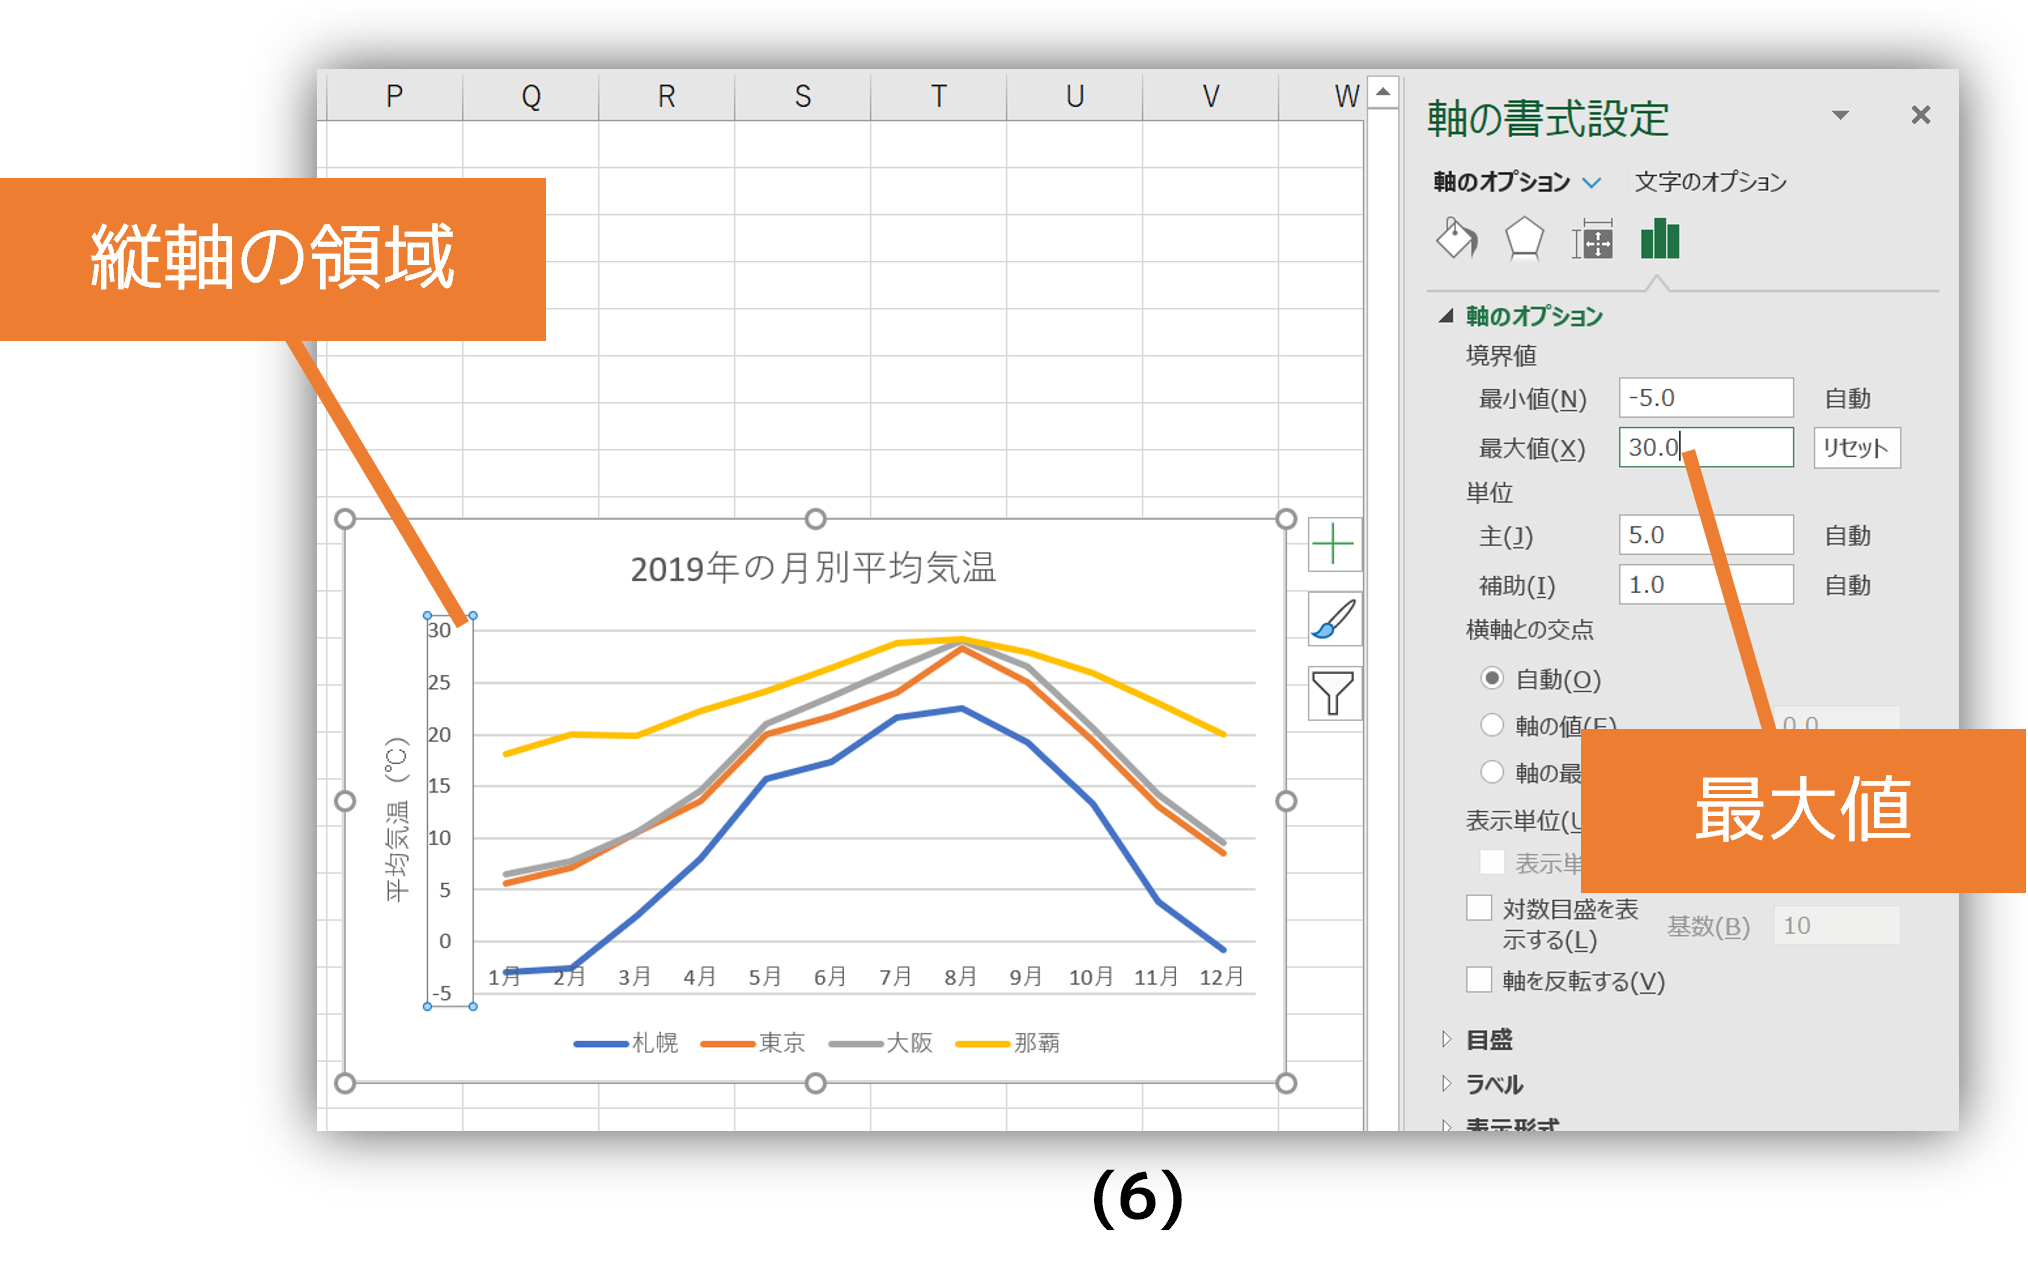 P Q R S T U V W
縦軸の領域
2019年の月別平均気温
平均気温（℃）
30
25
20
15
10
5
0
-5
1月 2月 3月 4月 5月 6月 7月 8月 9月 10月 11月 12月
札幌 東京 大阪 那覇
軸の書式設定
軸のオプション 文字のオプション
軸のオプション
境界値
最小値(N) -5.0 自動
最大値(X) 30.0 リセット
単位
主(J) 5.0 自動
補助(I) 1.0 自動
横軸との交点
自動(O)
軸の値(E) 0.0
軸の最
最大値
表示単位(U
表示単
対数目盛を表
示する(L) 基数(B) 10
軸を反転する(V)
目盛
ラベル
表示形式
(6)